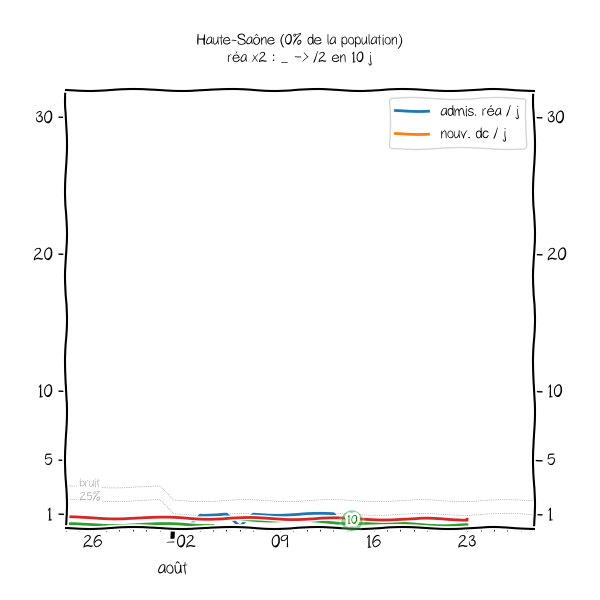 Haute-Saône (0% de la population)
réa x2 : _ -> /2 en 10 j
admis. réa / j
nouv. dc / j
30
30
20
20
10
10
5
5
bruit
25%
1
1
10
26
02
09
16
23
août